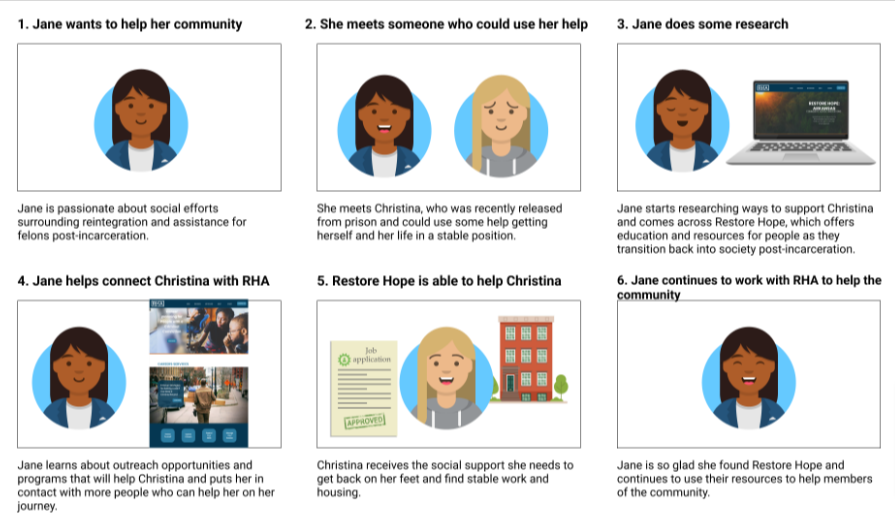 1. Jane wants to help her community
2. She meets someone who could use her help
3. Jane does some research
RESTORE HOPE:
ARKANSAS
Jane is passionate about social efforts
surrounding reintegration and assistance for
felons post-incarceration.
She meets Christina, who was recently released
from prison and could use some help getting
herself and her life in a stable position.
Jane starts researching ways to support Christina
and comes across Restore Hope, which offers
education and resources for people as they
transition back into society post-incarceration.
4. Jane helps connect Christina with RHA
5. Restore Hope is able to help Christina
6. Jane continues to work with RHA to help the
community
Job
application
APPROVED
Jane learns about outreach opportunities and
programs that will help Christina and puts her in
contact with more people who can help her on her
journey.
Christina receives the social support she needs to
get back on her feet and find stable work and
housing.
Jane is so glad she found Restore Hope and
continues to use their resources to help members
of the community.